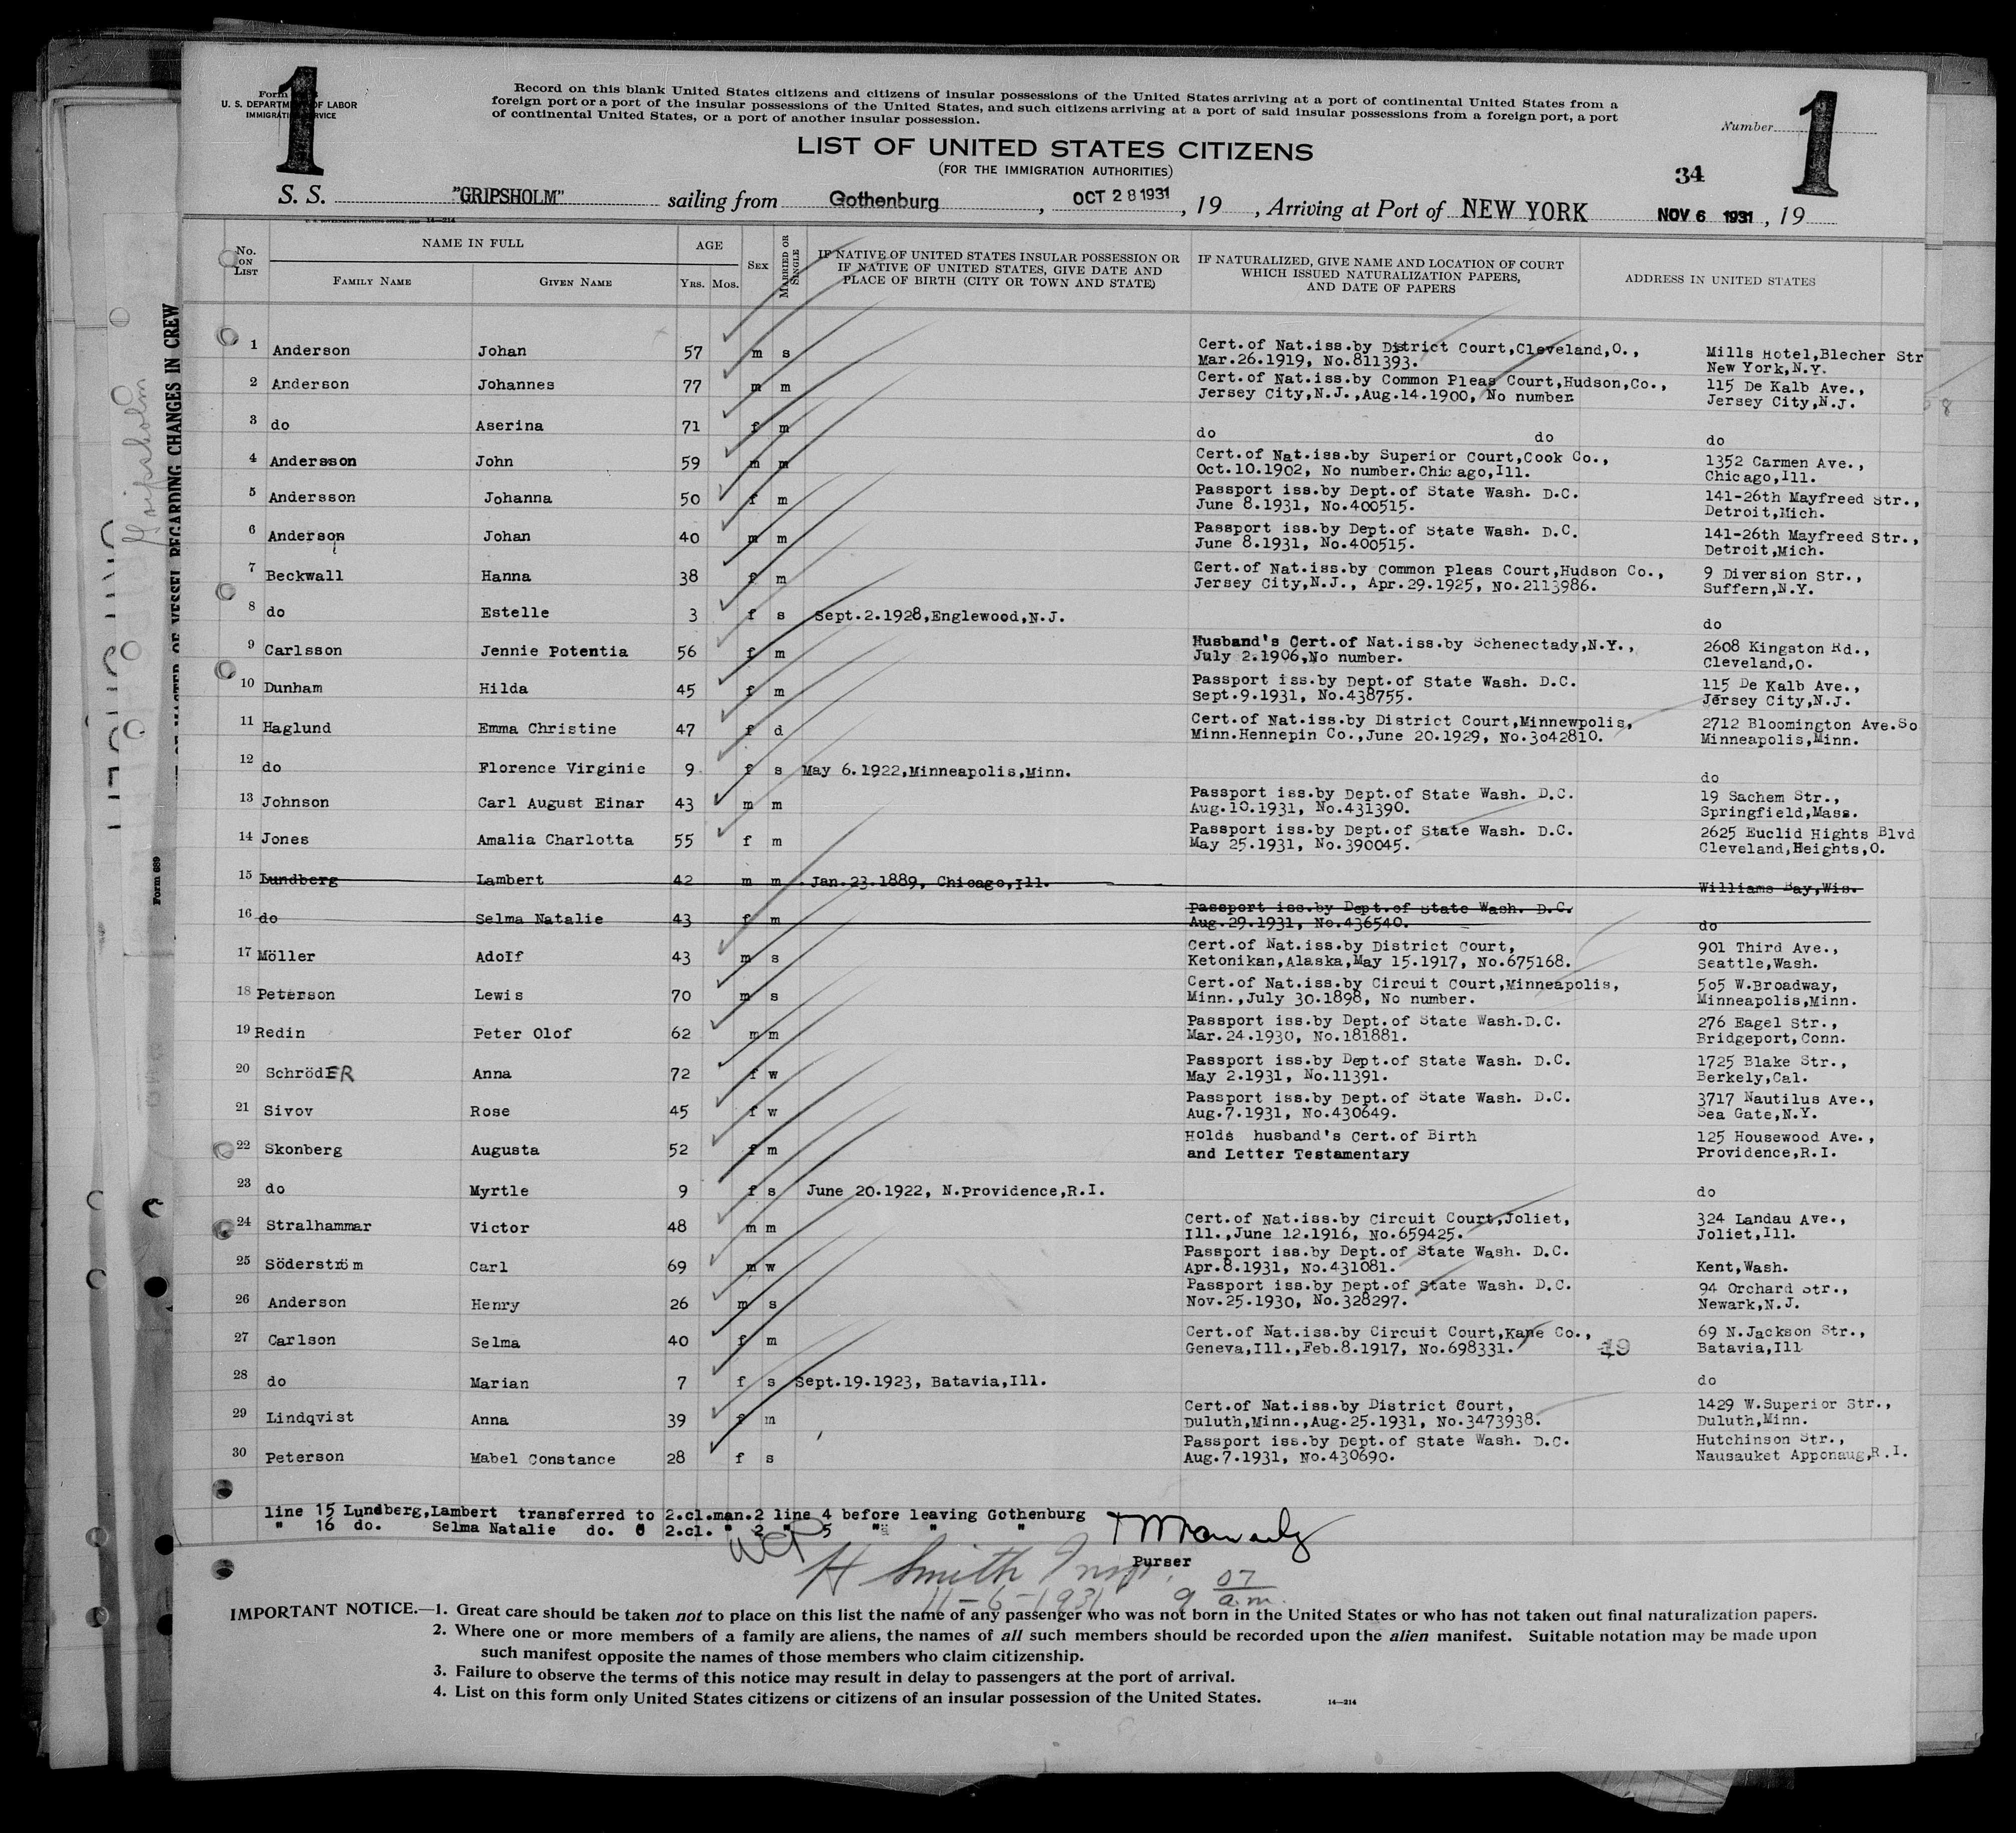 1
1
U. S. DEPARTMENT OF LABOR
IMMIGRATION SERVICE
Record on this blank United States citizens and citizens of insular possessions of the United States arriving at a port of continental United States from a
foreign port or a port of the insular possessions of the United States, and such citizens arriving at a port of said insular possessions from a foreign port, a port
of continental United States, or a port of another insular possession.
Number
LIST OF UNITED STATES CITIZENS
(FOR THE IMMIGRATION AUTHORITIES)
34
S. S. "GRIPSHOLM" sailing from Gothenburg, OCT 28 1931, 19 , Arriving at Port of NEW YORK NOV 6 1931, 19
No. ON LIST
NAME IN FULL
FAMILY NAME
GIVEN NAME
AGE
YRS. MOS.
SEX
MARRIED OR SINGLE
IF NATIVE OF UNITED STATES INSULAR POSSESSION OR
IF NATIVE OF UNITED STATES, GIVE DATE AND
PLACE OF BIRTH (CITY OR TOWN AND STATE)
IF NATURALIZED, GIVE NAME AND LOCATION OF COURT
WHICH ISSUED NATURALIZATION PAPERS,
AND DATE OF PAPERS
ADDRESS IN UNITED STATES
1 Anderson Johan 57 m s Cert.of Nat.iss.by District Court,Cleveland,O., Mills Hotel,Blecher Str
Mar.26.1919, No.811393. New York,N.Y.
2 Anderson Johannes 77 m m Cert.of Nat.iss.by Common Pleas Court,Hudson,Co., 115 De Kalb Ave.,
Jersey City,N.J.,Aug.14.1900, No number Jersey City,N.J.
3 do Aserina 71 f m do do do
4 Andersson John 59 m m Cert.of Nat.iss.by Superior Court,Cook Co., 1352 Carmen Ave.,
Oct.10.1902, No number.Chicago,Ill. Chicago,Ill.
5 Andersson Johanna 50 f m Passport iss.by Dept.of State Wash. D.C. 141-26th Mayfreed Str.,
June 8.1931, No.400515. Detroit,Mich.
6 Anderson Johan 40 m m Passport iss.by Dept.of State Wash. D.C. 141-26th Mayfreed Str.,
June 8.1931, No.400515. Detroit,Mich.
7 Beckwall Hanna 38 f m Cert.of Nat.iss.by Common Pleas Court,Hudson Co., 9 Diversion Str.,
Jersey City,N.J., Apr.29.1925, No.2113986. Suffern,N.Y.
8 do Estelle 3 f s Sept.2.1928,Englewood,N.J. do
9 Carlsson Jennie Potentia 56 f m Husband's Cert.of Nat.iss.by Schenectady,N.Y., 2608 Kingston Rd.,
July 2.1906,No number. Cleveland,O.
10 Dunham Hilda 45 f m Passport iss.by Dept.of State Wash. D.C. 115 De Kalb Ave.,
Sept.9.1931, No.438755. Jersey City,N.J.
11 Haglund Emma Christine 47 f d Cert.of Nat.iss.by District Court,Minnewpolis, 2712 Bloomington Ave.So
Minn.Hennepin Co.,June 20.1929, No.3042810. Minneapolis,Minn.
12 do Florence Virginie 9 f s May 6.1922,Minneapolis,Minn. do
13 Johnson Carl August Einar 43 m m Passport iss.by Dept.of State Wash. D.C. 19 Sachem Str.,
Aug.10.1931, No.431390. Springfield,Mass.
14 Jones Amalia Charlotta 55 f m Passport iss.by Dept.of State Wash. D.C. 2625 Euclid Hights Blvd
May 25.1931, No.390045. Cleveland,Heights,O.
15 Lundberg Lambert 42 m m Jan.23.1889, Chicago,Ill. Williams Bay,Wis.
16 do Selma Natalie 43 f m Passport iss.by Dept.of State Wash. D.C.
Aug.29.1931, No.436540. do
17 Möller Adolf 43 m s Cert.of Nat.iss.by District Court, 901 Third Ave.,
Ketonikan,Alaska,May 15.1917, No.675168. Seattle,Wash.
18 Peterson Lewis 70 m s Cert.of Nat.iss.by Circuit Court,Minneapolis, 505 W.Broadway,
Minn.,July 30.1898, No number. Minneapolis,Minn.
19 Redin Peter Olof 62 m m Passport iss.by Dept.of State Wash.D.C. 276 Eagel Str.,
Mar.24.1930, No.181881. Bridgeport,Conn.
20 SchrödER Anna 72 f w Passport iss.by Dept.of State Wash. D.C. 1725 Blake Str.,
May 2.1931, No.11391. Berkely,Cal.
21 Sivov Rose 45 f w Passport iss.by Dept.of State Wash. D.C. 3717 Nautilus Ave.,
Aug.7.1931, No.430649. Sea Gate,N.Y.
22 Skonberg Augusta 52 f m Holds husband's Cert.of Birth 125 Housewood Ave.,
and Letter Testamentary Providence,R.I.
23 do Myrtle 9 f s June 20.1922, N.Providence,R.I. do
24 Stralhammar Victor 48 m m Cert.of Nat.iss.by Circuit Court,Joliet, 324 Landau Ave.,
Ill.,June 12.1916, No.659425. Joliet,Ill.
25 Söderström Carl 69 m w Passport iss.by Dept.of State Wash. D.C.
Apr.8.1931, No.431081. Kent,Wash.
26 Anderson Henry 26 m s Passport iss.by Dept.of State Wash. D.C. 94 Orchard Str.,
Nov.25.1930, No.328297. Newark,N.J.
27 Carlson Selma 40 f m Cert.of Nat.iss.by Circuit Court,Kane Co., 69 N.Jackson Str.,
Geneva,Ill.,Feb.8.1917, No.698331. 19 Batavia,Ill
28 do Marian 7 f s Sept.19.1923, Batavia,Ill. do
29 Lindqvist Anna 39 f m Cert.of Nat.iss.by District Court, 1429 W.Superior Str.,
Duluth,Minn.,Aug.25.1931, No.3473938. Duluth,Minn.
30 Peterson Mabel Constance 28 f s Passport iss.by Dept.of State Wash. D.C. Hutchinson Str.,
Aug.7.1931, No.430690. Nausauket Apponaug,R.I.
line 15 Lundberg,Lambert transferred to 2.cl.man.2 line 4 before leaving Gothenburg
" 16 do. Selma Natalie do. 2.cl. " 2 " 5 " " "
Purser
H Smith Insp.
11-6-1931 9 07 a.m.
IMPORTANT NOTICE.—1. Great care should be taken not to place on this list the name of any passenger who was not born in the United States or who has not taken out final naturalization papers.
2. Where one or more members of a family are aliens, the names of all such members should be recorded upon the alien manifest. Suitable notation may be made upon
such manifest opposite the names of those members who claim citizenship.
3. Failure to observe the terms of this notice may result in delay to passengers at the port of arrival.
4. List on this form only United States citizens or citizens of an insular possession of the United States.
14—214
Gripsholm
REGARDING CHANGES IN CREW
Form 689